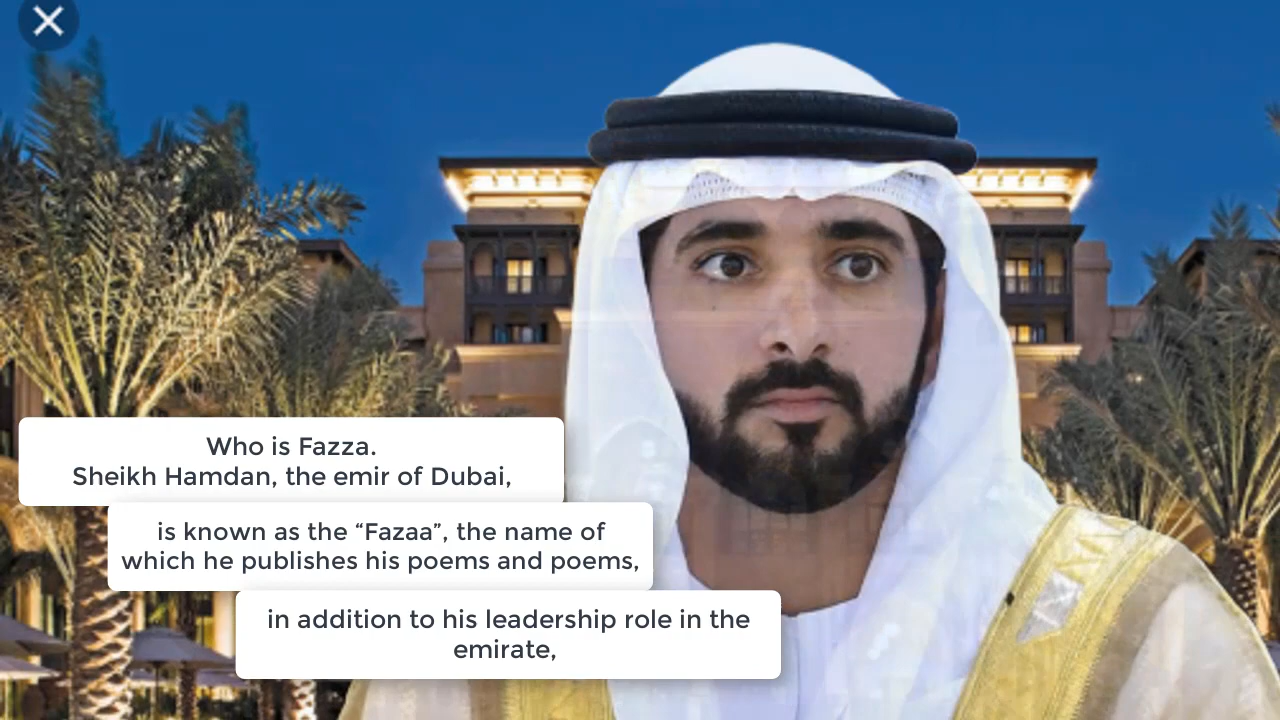 Who is Fazza.
Sheikh Hamdan, the emir of Dubai,
is known as the “Fazaa”, the name of
which he publishes his poems and poems,
in addition to his leadership role in the
emirate,